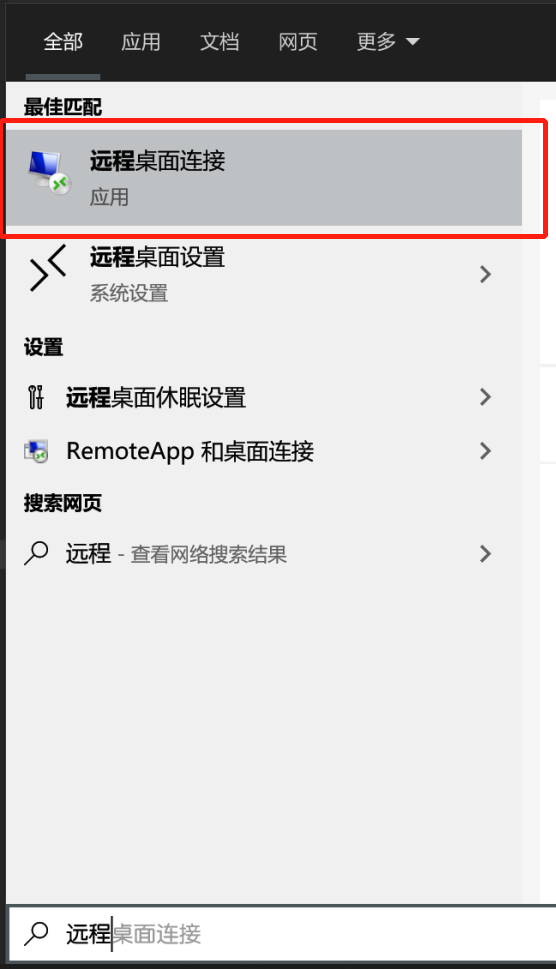 全部 应用 文档 网页 更多
最佳匹配
远程桌面连接
应用
远程桌面设置
系统设置
设置
远程桌面休眠设置
RemoteApp 和桌面连接
搜索网页
远程 - 查看网络搜索结果
远程桌面连接